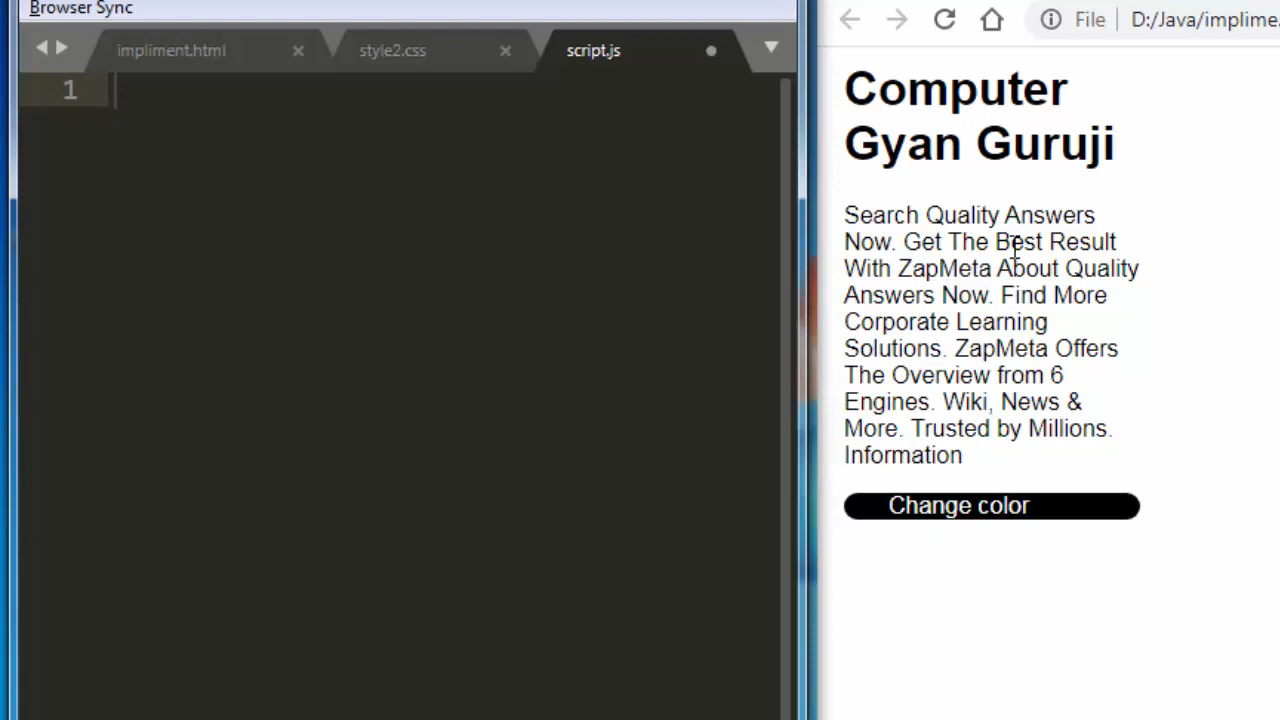 Browser Sync
impliment.html
style2.css
script.js
1
File
D:/Java/implime.
Computer
Gyan Guruji
Search Quality Answers
Now. Get The Best Result
With ZapMeta About Quality
Answers Now. Find More
Corporate Learning
Solutions. ZapMeta Offers
The Overview from 6
Engines. Wiki, News &
More. Trusted by Millions.
Information
Change color